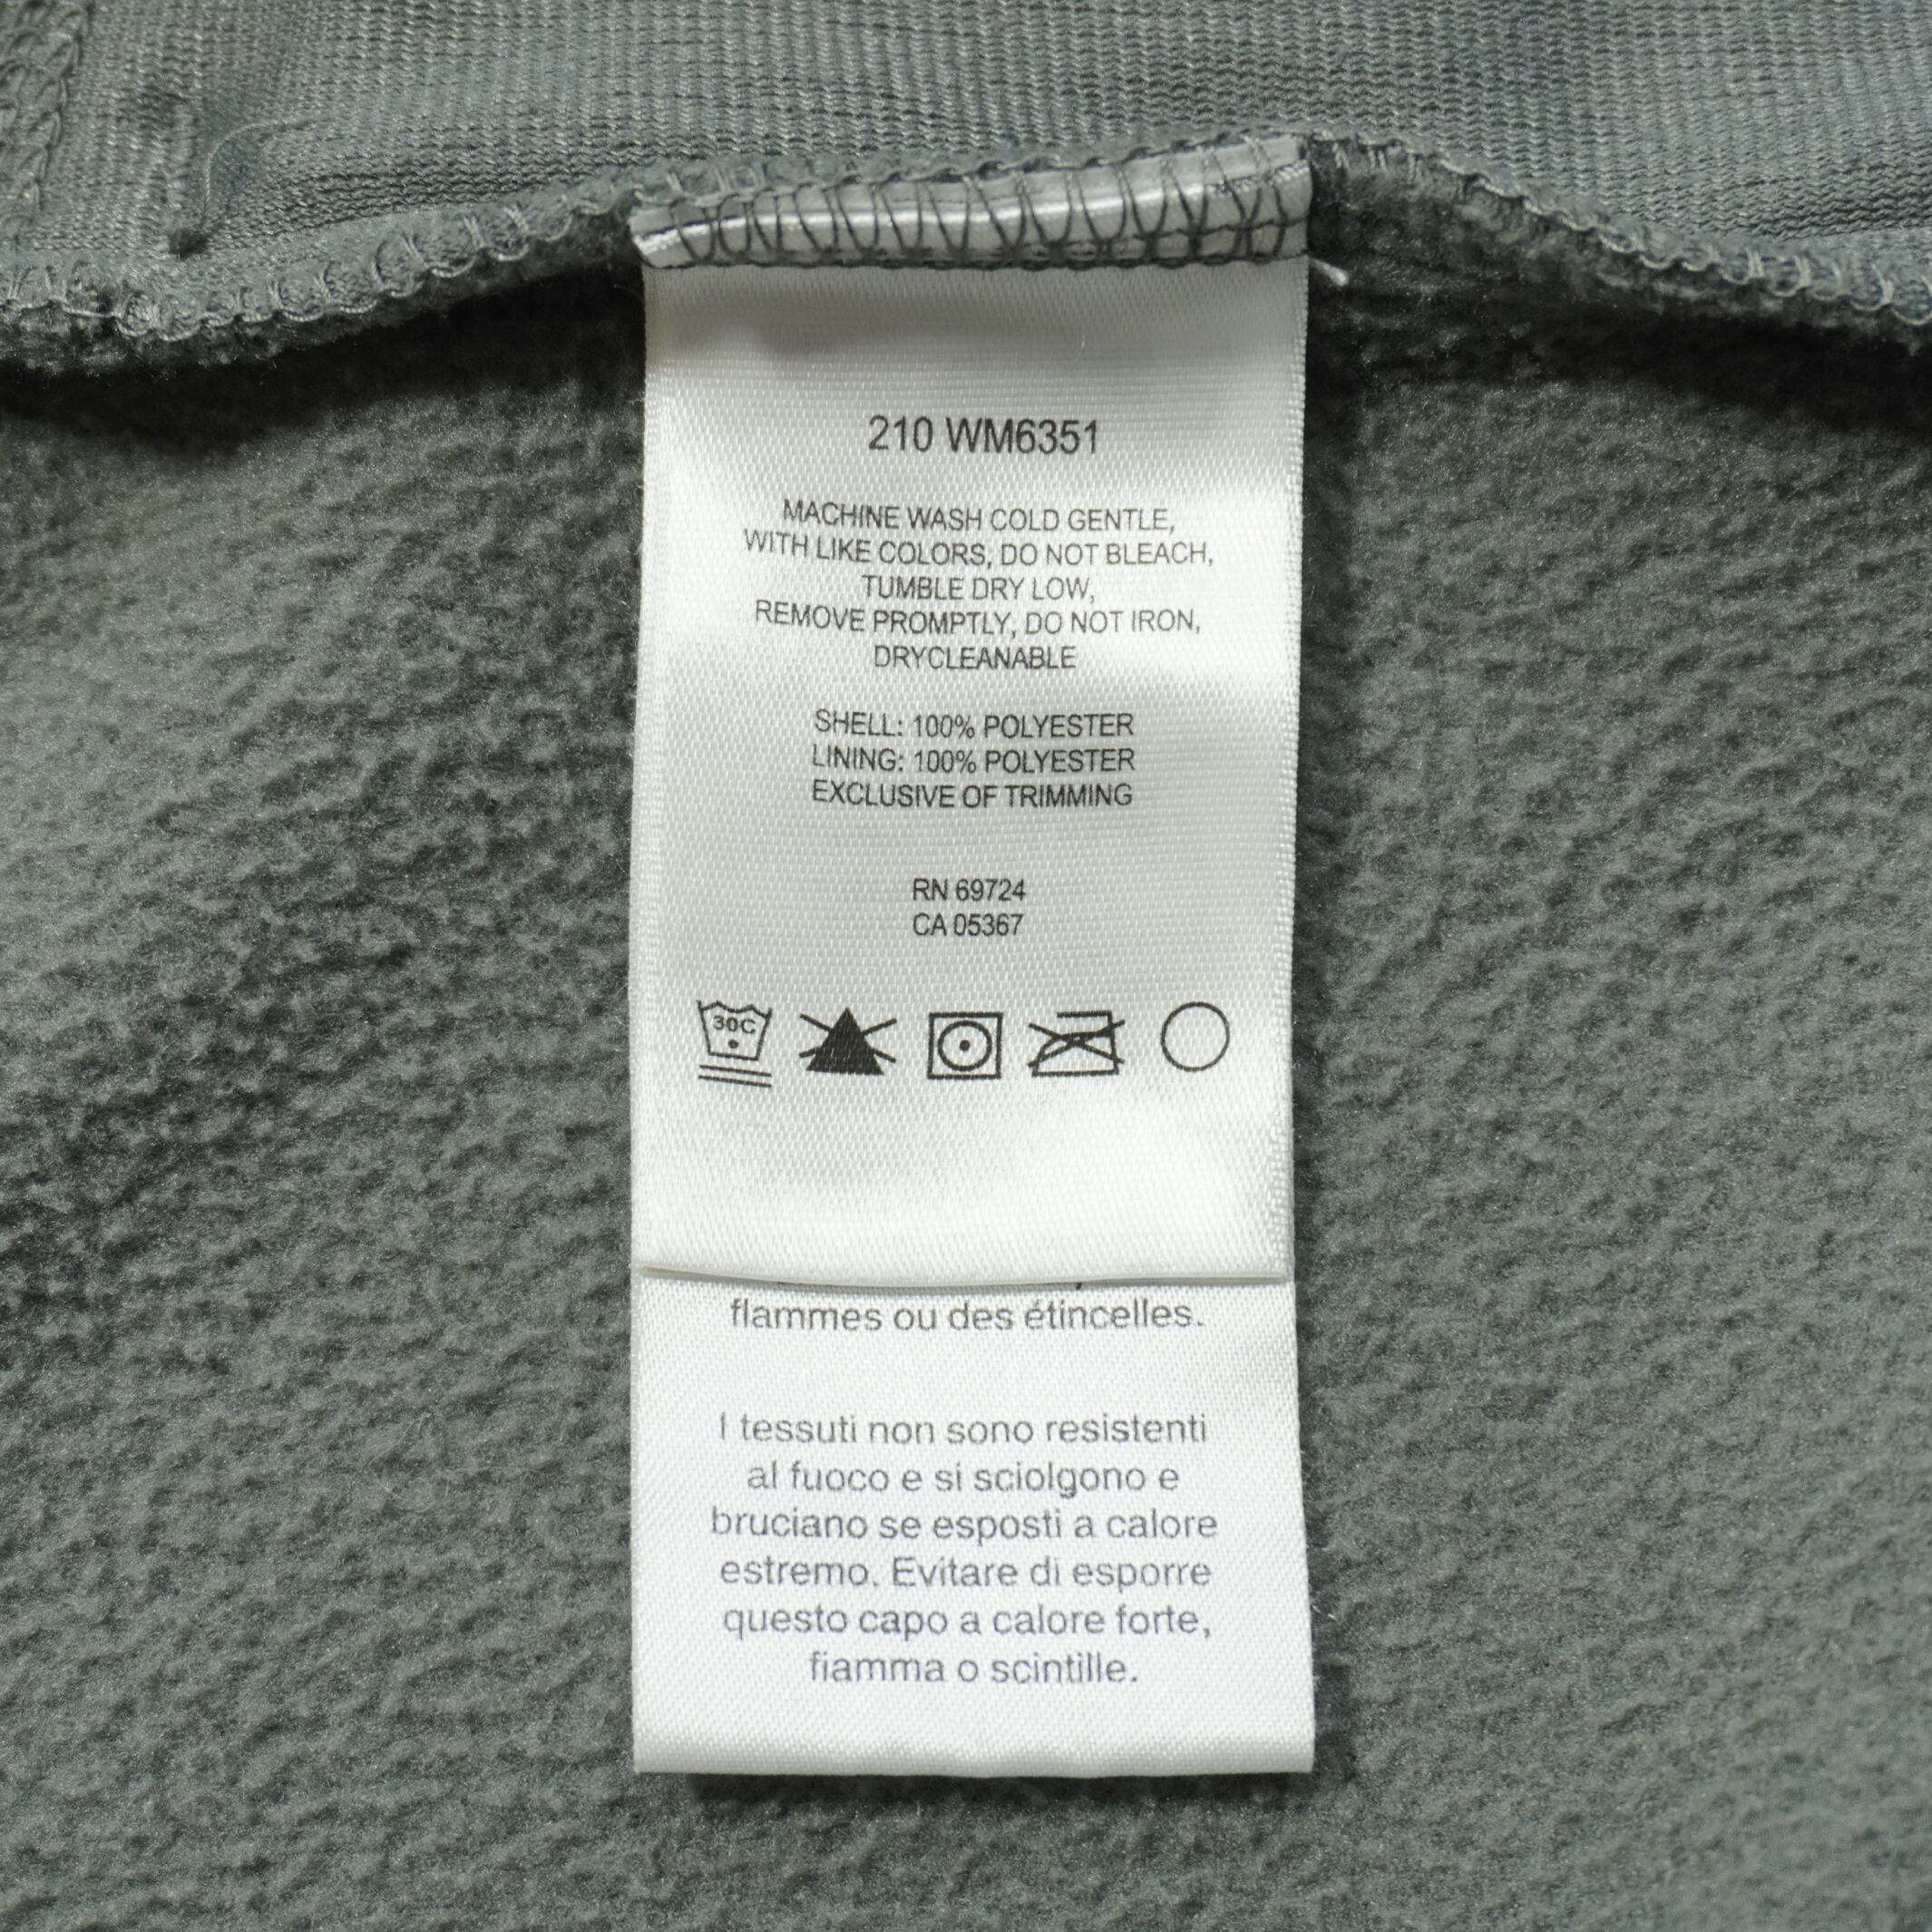 210 WM6351
MACHINE WASH COLD GENTLE,
WITH LIKE COLORS, DO NOT BLEACH,
TUMBLE DRY LOW,
REMOVE PROMPTLY, DO NOT IRON,
DRYCLEANABLE
SHELL: 100% POLYESTER
LINING: 100% POLYESTER
EXCLUSIVE OF TRIMMING
RN 69724
CA 05367
30C
flammes ou des étincelles.
I tessuti non sono resistenti
al fuoco e si sciolgono e
bruciano se esposti a calore
estremo. Evitare di esporre
questo capo a calore forte,
fiamma o scintille.